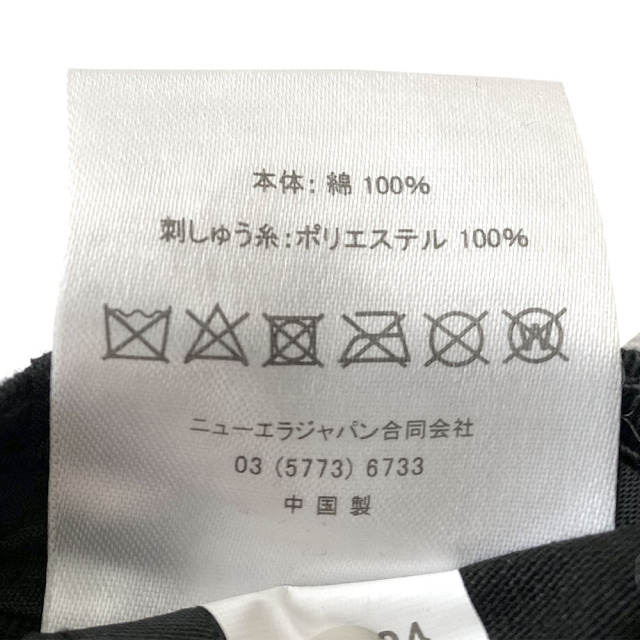 本体: 綿 100%
刺しゅう糸:ポリエステル 100%
W
ニューエラジャパン合同会社
03 (5773) 6733
中国製